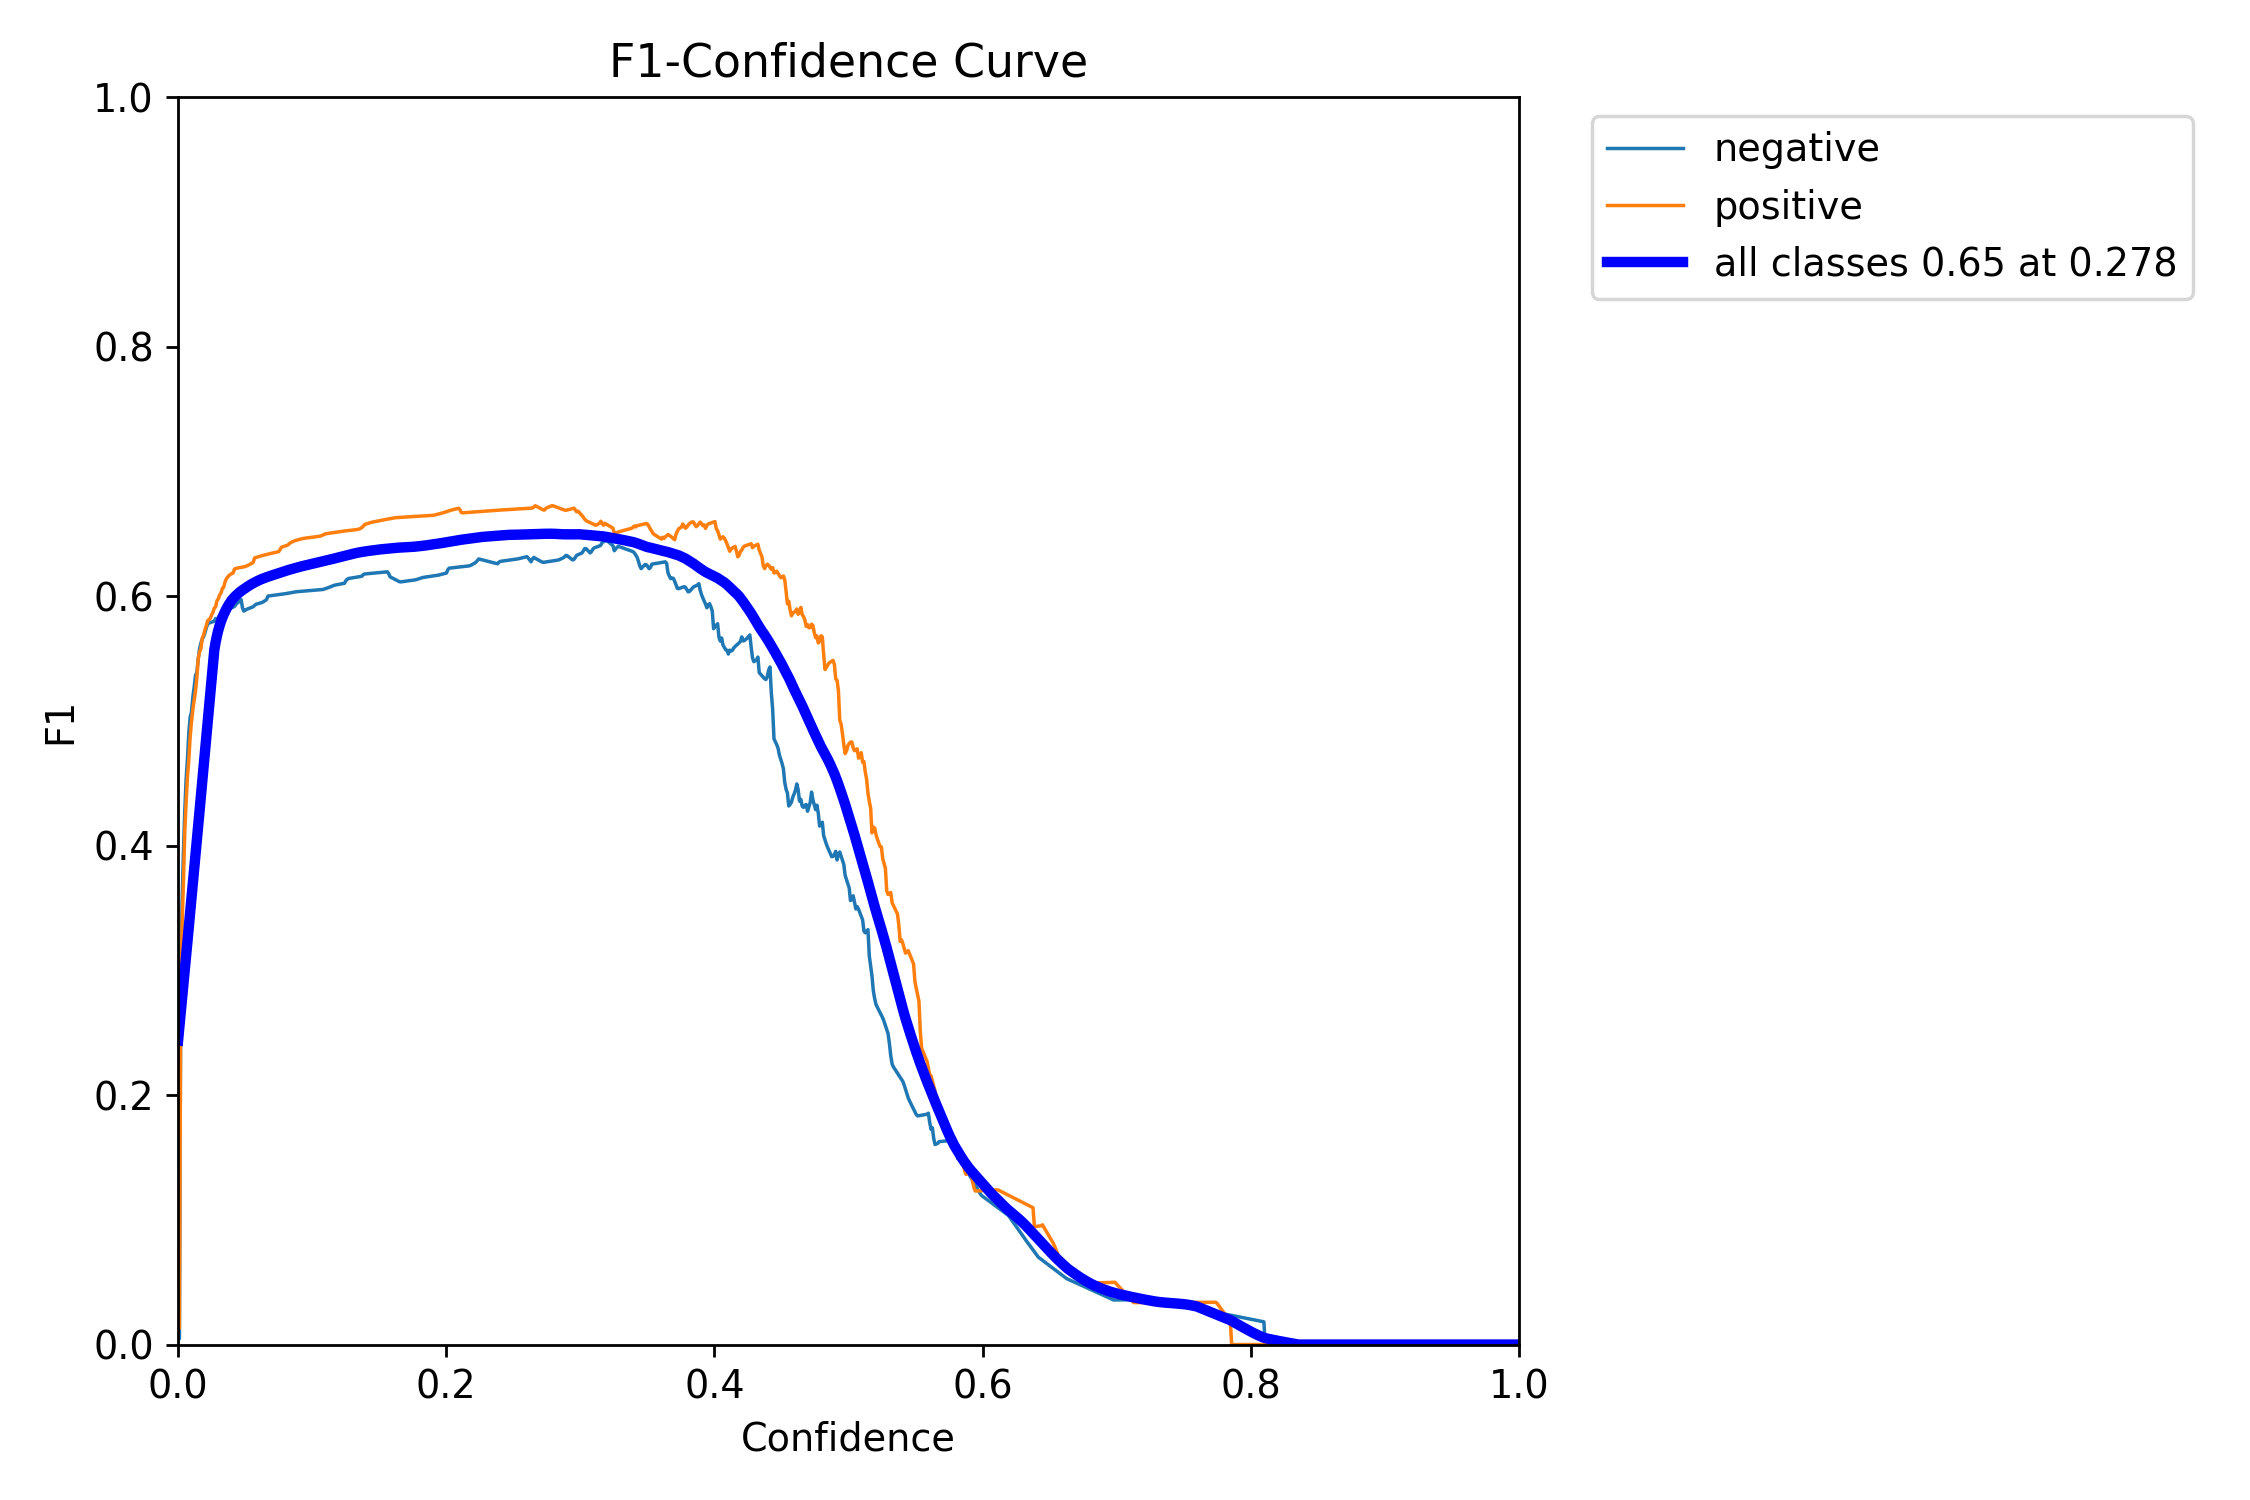 F1-Confidence Curve
1.0
0.8
0.6
0.4
0.2
0.0
F1
0.0 0.2 0.4 0.6 0.8 1.0
Confidence
negative
positive
all classes 0.65 at 0.278